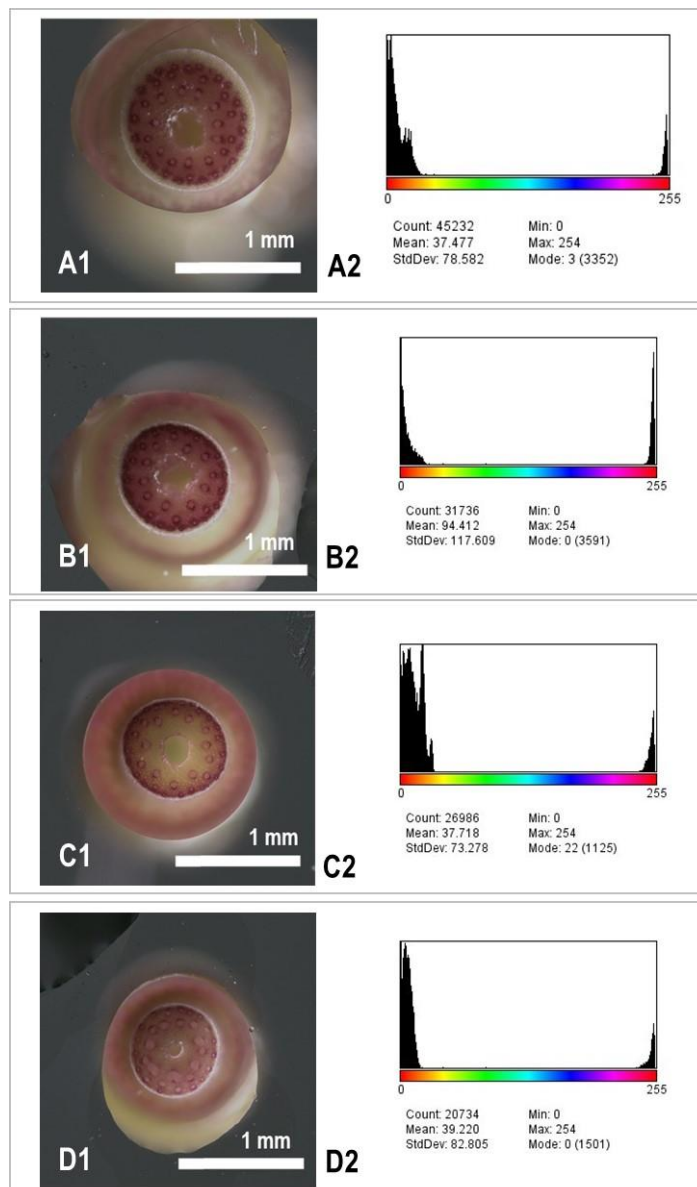 1 mm
A1
0 255
Count: 45232 Min: 0
Mean: 37.477 Max: 254
StdDev: 78.582 Mode: 3 (3352)
A2
1 mm
B1
0 255
Count: 31736 Min: 0
Mean: 94.412 Max: 254
StdDev: 117.609 Mode: 0 (3591)
B2
1 mm
C1
0 255
Count: 26986 Min: 0
Mean: 37.718 Max: 254
StdDev: 73.278 Mode: 22 (1125)
C2
1 mm
D1
0 255
Count: 20734 Min: 0
Mean: 39.220 Max: 254
StdDev: 82.805 Mode: 0 (1501)
D2